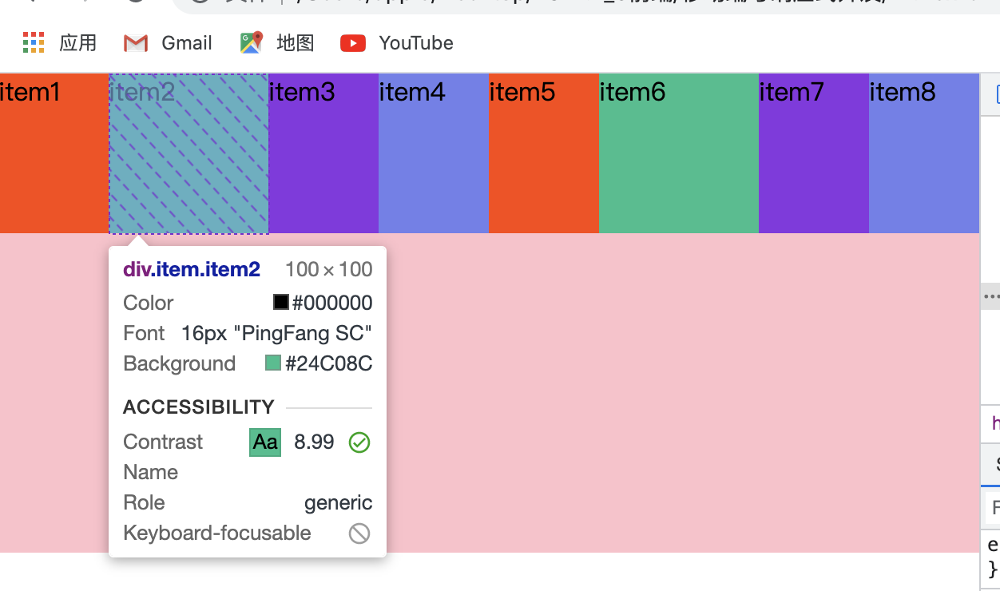 应用 Gmail 地图 YouTube
item1 item2 item3 item4 item5 item6 item7 item8
div.item.item2 100 × 100
Color #000000
Font 16px "PingFang SC"
Background #24C08C
ACCESSIBILITY
Contrast Aa 8.99
Name
Role generic
Keyboard-focusable
e
}